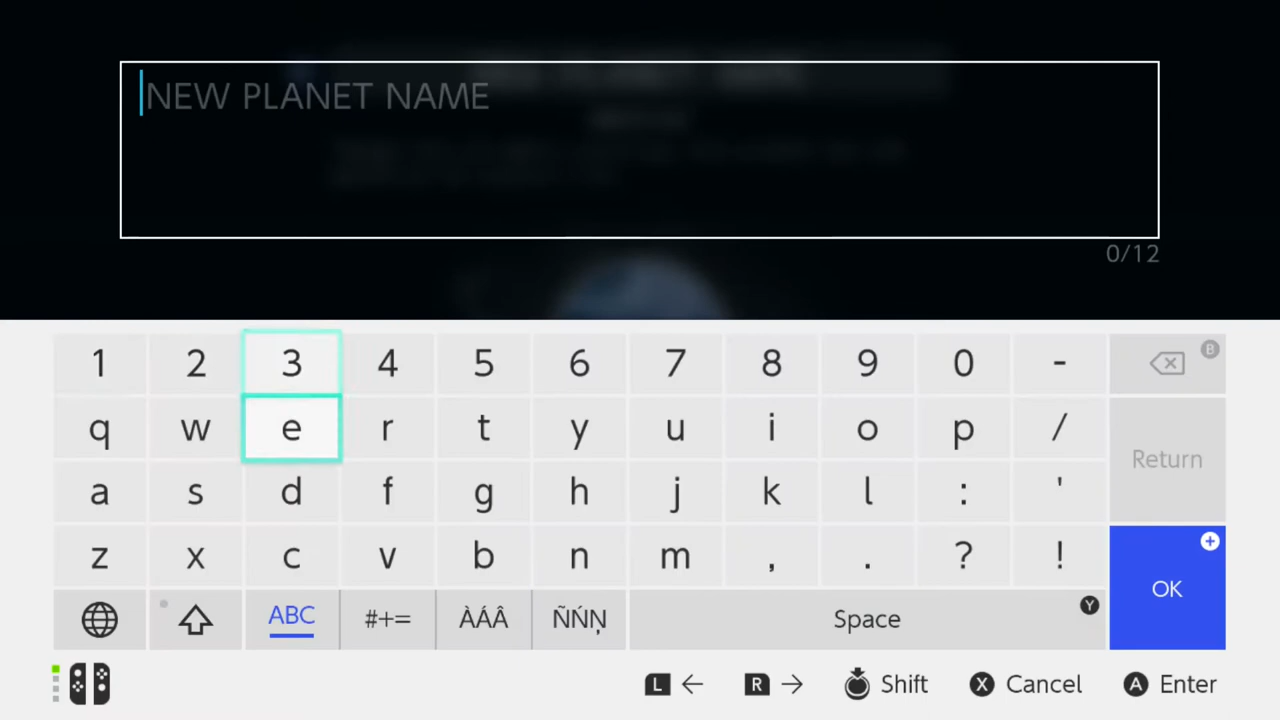 NEW PLANET NAME
0/12
1 2 3 4 5 6 7 8 9 0 - B
q w e r t y u i o p / Return
a s d f g h j k l : '
z x c v b n m , . ? ! OK +
ABC #+= ÀÁÂ ÑŃŅ Space Y
L ← R → Shift X Cancel A Enter